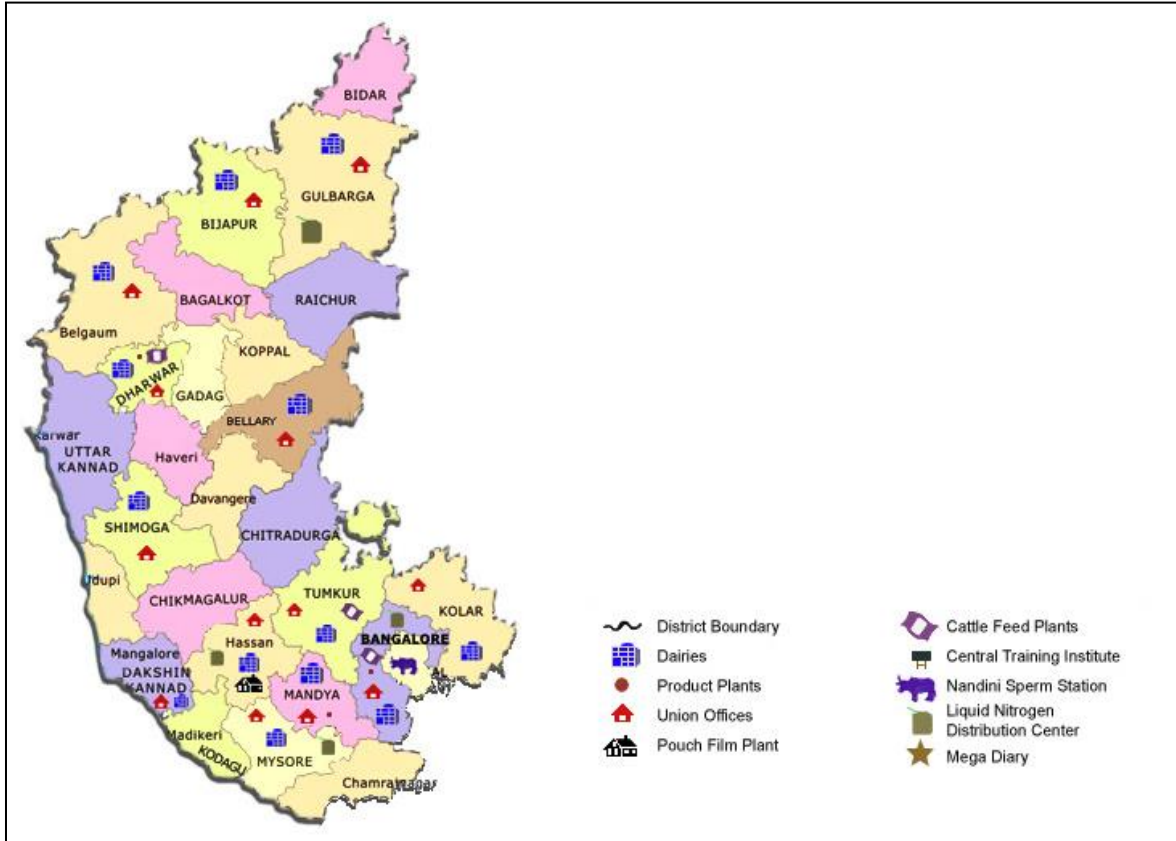 BIDAR
GULBARGA
BIJAPUR
BAGALKOT
RAICHUR
Belgaum
KOPPAL
DHARWAR
GADAG
BELLARY
Karwar
UTTAR
KANNAD
Haveri
Davangere
SHIMOGA
CHITRADURGA
Udupi
CHIKMAGALUR
TUMKUR
KOLAR
Hassan
BANGALORE
Mangalore
DAKSHIN
KANNAD
MANDYA
Madikeri
KODAGU
MYSORE
Chamrajnagar
District Boundary
Dairies
Product Plants
Union Offices
Pouch Film Plant
Cattle Feed Plants
Central Training Institute
Nandini Sperm Station
Liquid Nitrogen
Distribution Center
Mega Diary